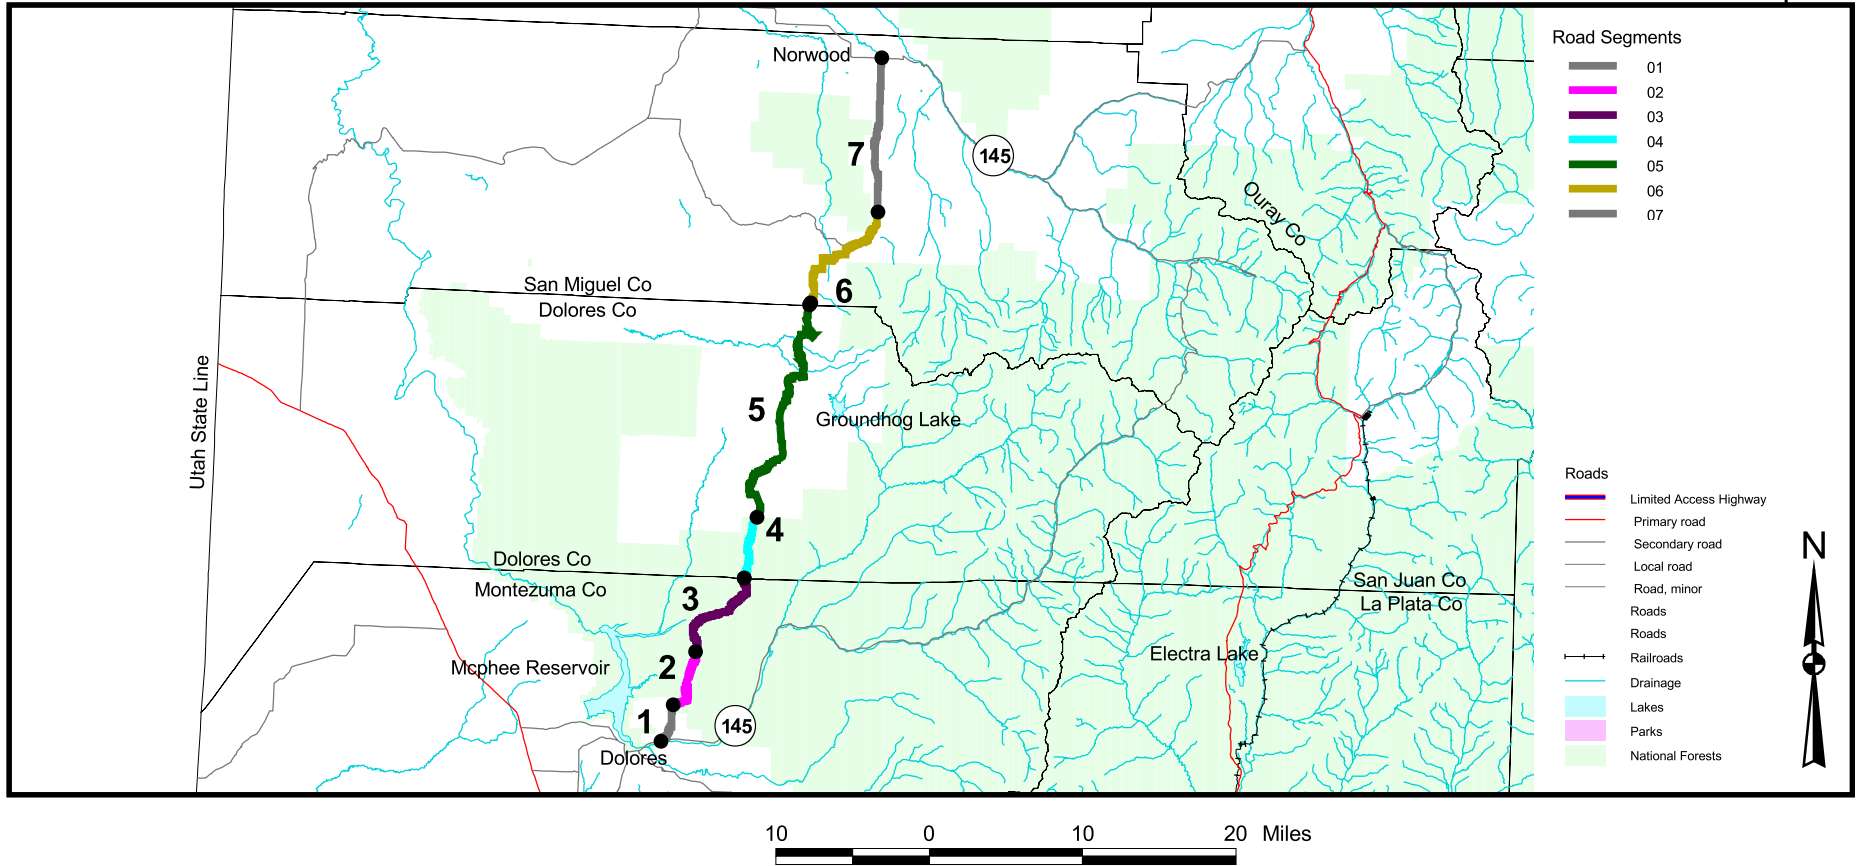 Norwood
145
7
Ouray Co
San Miguel Co
6
Dolores Co
Utah State Line
5
Groundhog Lake
4
Dolores Co
Montezuma Co
San Juan Co
La Plata Co
3
Mcphee Reservoir
2
Electra Lake
1
145
Dolores
Road Segments
01
02
03
04
05
06
07
Roads
Limited Access Highway
Primary road
Secondary road
Local road
Road, minor
Roads
Roads
Railroads
Drainage
Lakes
Parks
National Forests
N
10 0 10 20 Miles